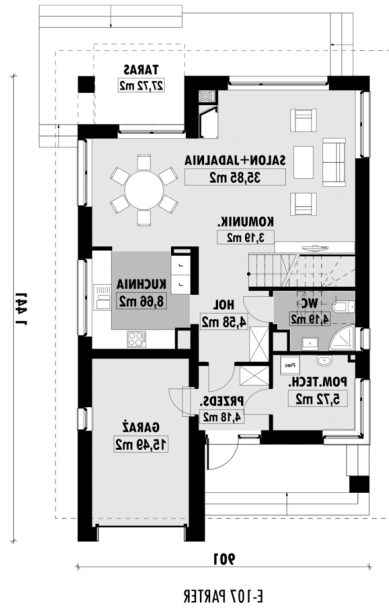 TARAS
27,72 m2
SALON+JADALNIA
35,85 m2
KOMUNIK.
3,19 m2
KUCHNIA
8,66 m2
HOL
4,58 m2
WC
4,19 m2
Piec
POM.TECH.
5,72 m2
PRZEDS.
4,18 m2
GARAŻ
15,49 m2
1441
901
E-107 PARTER